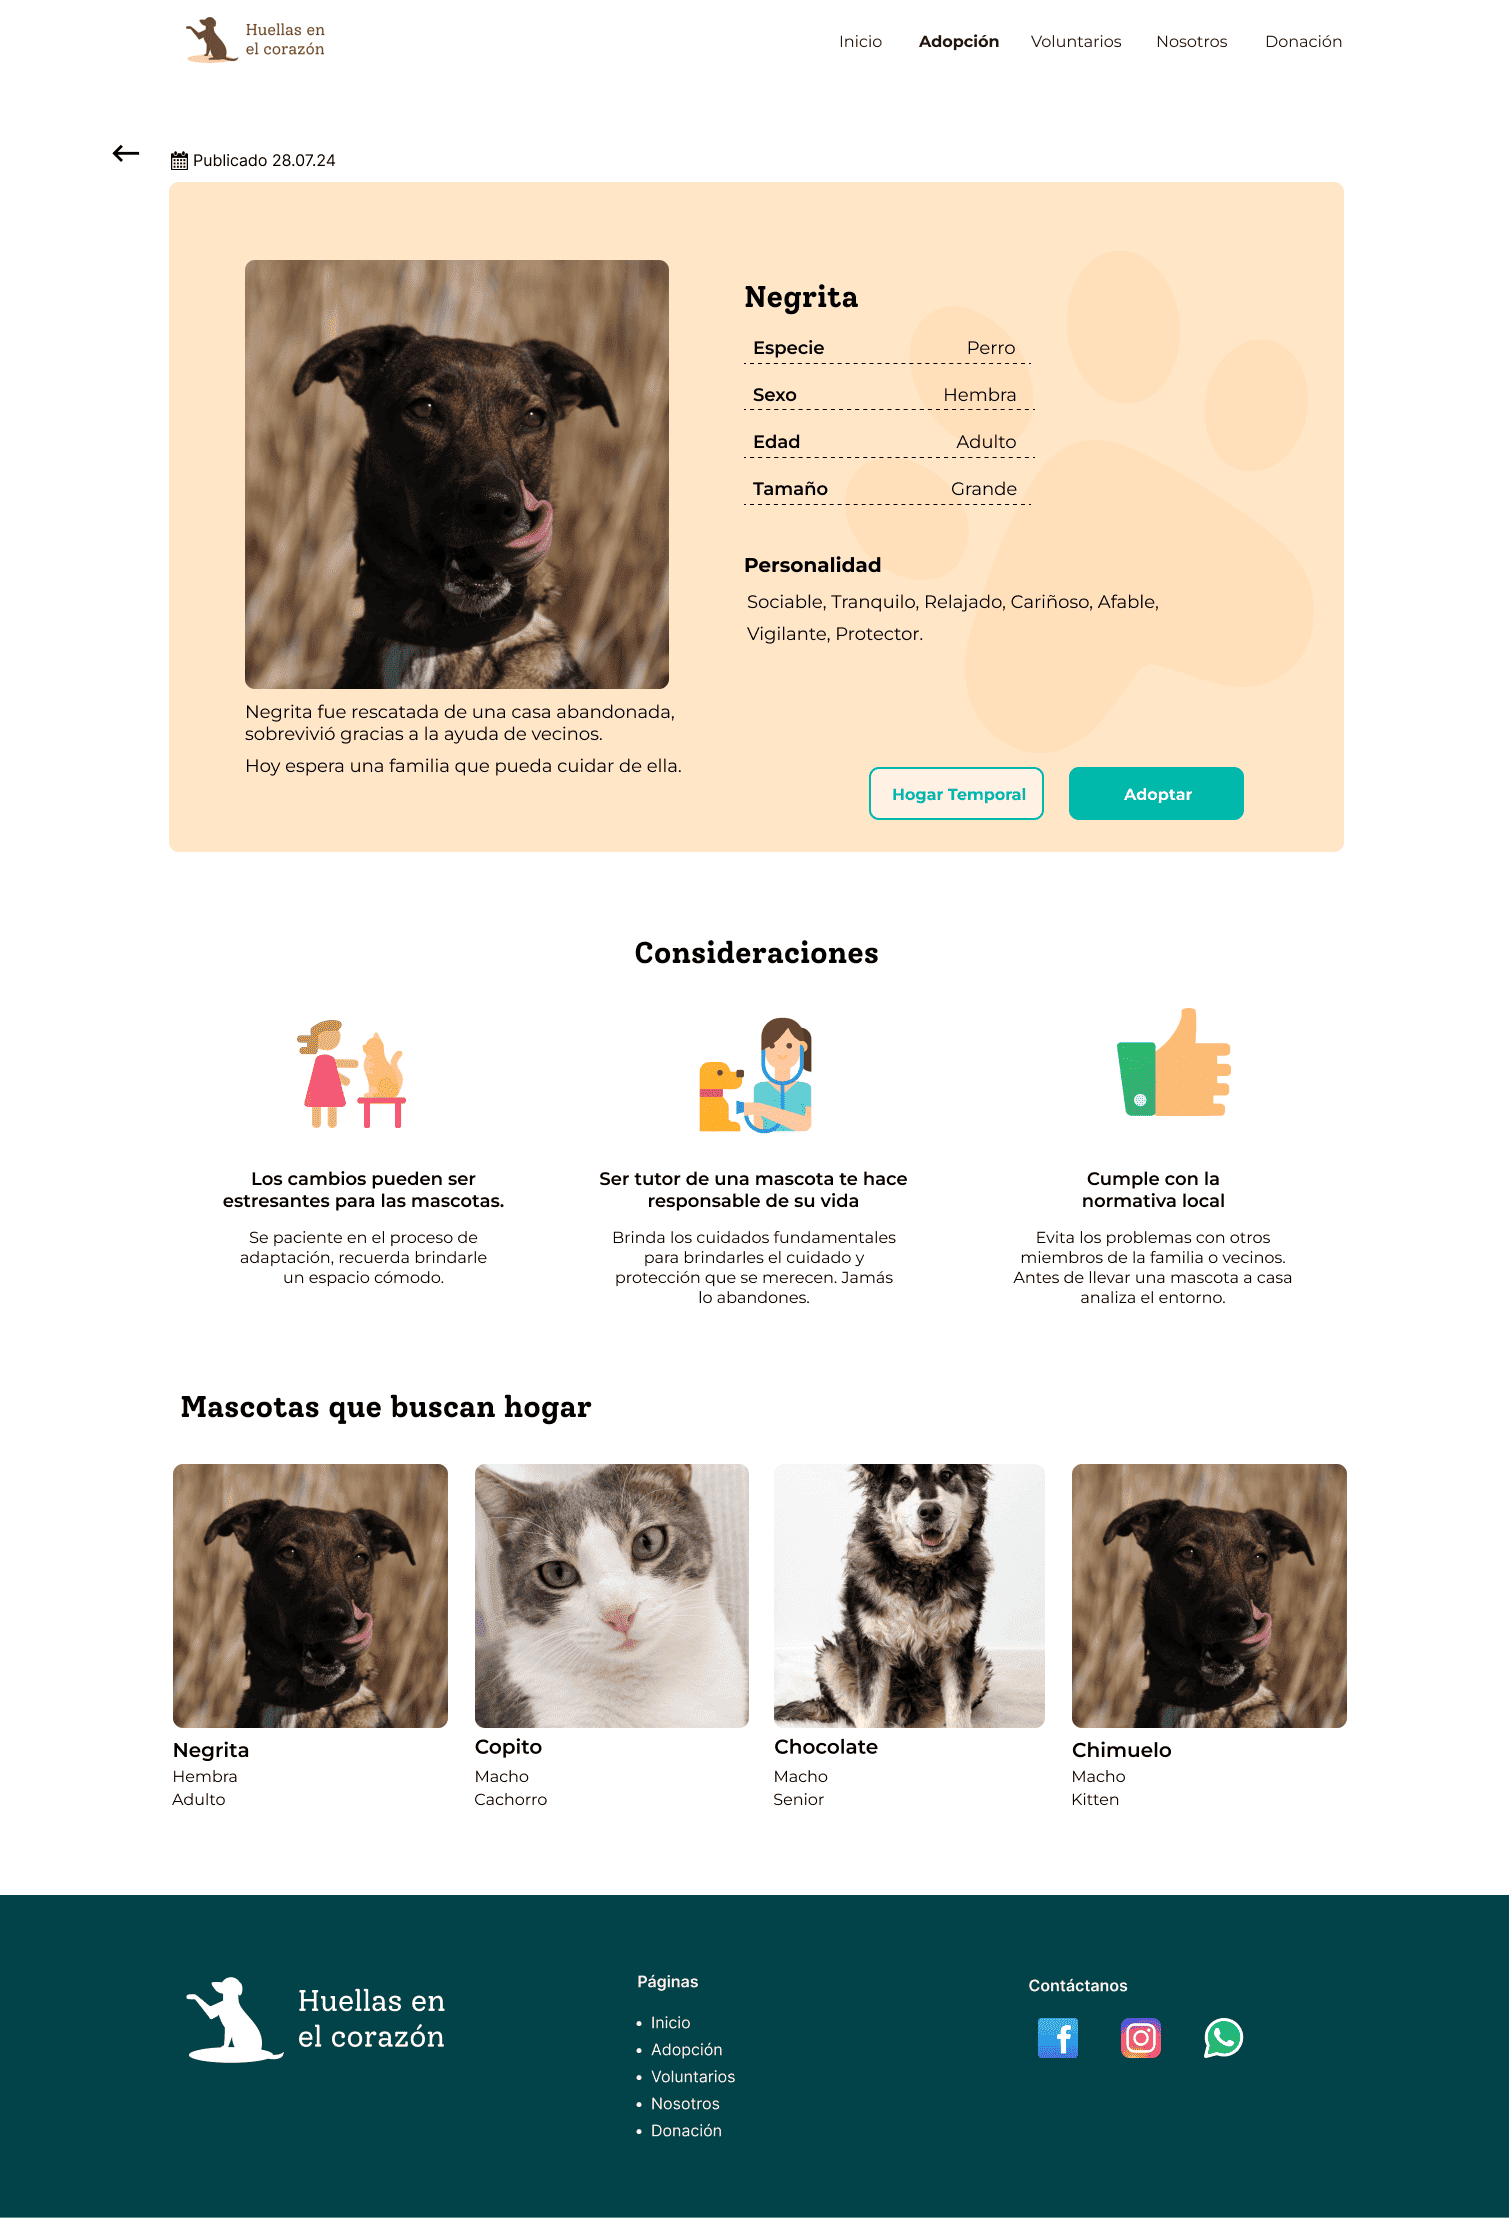 Huellas en
el corazón
Inicio
Adopción
Voluntarios
Nosotros
Donación
Publicado 28.07.24
Negrita
Especie Perro
Sexo Hembra
Edad Adulto
Tamaño Grande
Personalidad
Sociable, Tranquilo, Relajado, Cariñoso, Afable,
Vigilante, Protector.
Negrita fue rescatada de una casa abandonada,
sobrevivió gracias a la ayuda de vecinos.
Hoy espera una familia que pueda cuidar de ella.
Hogar Temporal
Adoptar
Consideraciones
Los cambios pueden ser
estresantes para las mascotas.
Se paciente en el proceso de
adaptación, recuerda brindarle
un espacio cómodo.
Ser tutor de una mascota te hace
responsable de su vida
Brinda los cuidados fundamentales
para brindarles el cuidado y
protección que se merecen. Jamás
lo abandones.
Cumple con la
normativa local
Evita los problemas con otros
miembros de la familia o vecinos.
Antes de llevar una mascota a casa
analiza el entorno.
Mascotas que buscan hogar
Negrita
Hembra
Adulto
Copito
Macho
Cachorro
Chocolate
Macho
Senior
Chimuelo
Macho
Kitten
Huellas en
el corazón
Páginas
• Inicio
• Adopción
• Voluntarios
• Nosotros
• Donación
Contáctanos